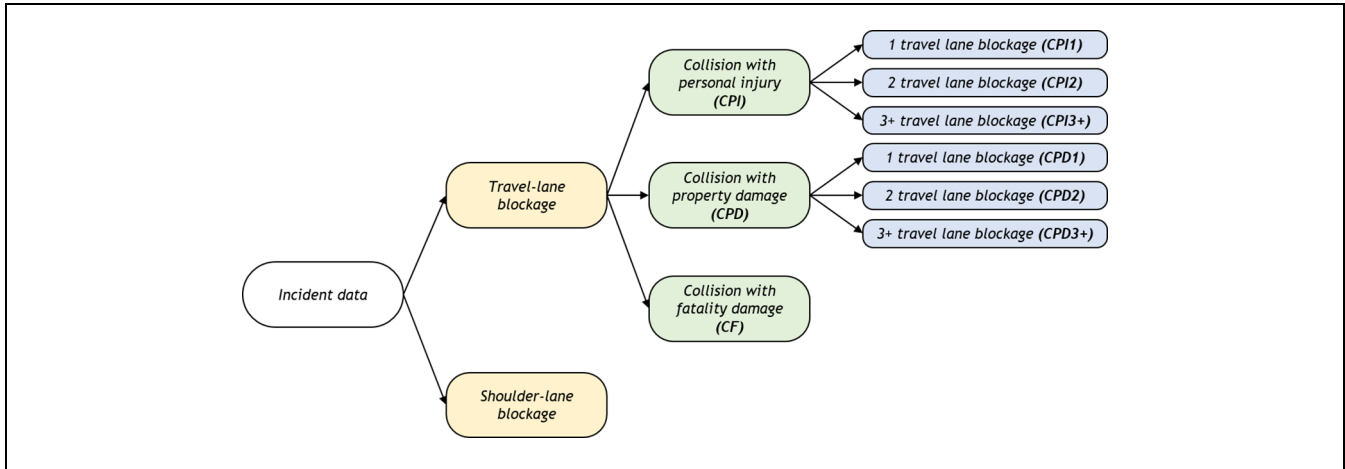 Incident data
Travel-lane
blockage
Shoulder-lane
blockage
Collision with
personal injury
(CPI)
Collision with
property damage
(CPD)
Collision with
fatality damage
(CF)
1 travel lane blockage (CPI1)
2 travel lane blockage (CPI2)
3+ travel lane blockage (CPI3+)
1 travel lane blockage (CPD1)
2 travel lane blockage (CPD2)
3+ travel lane blockage (CPD3+)